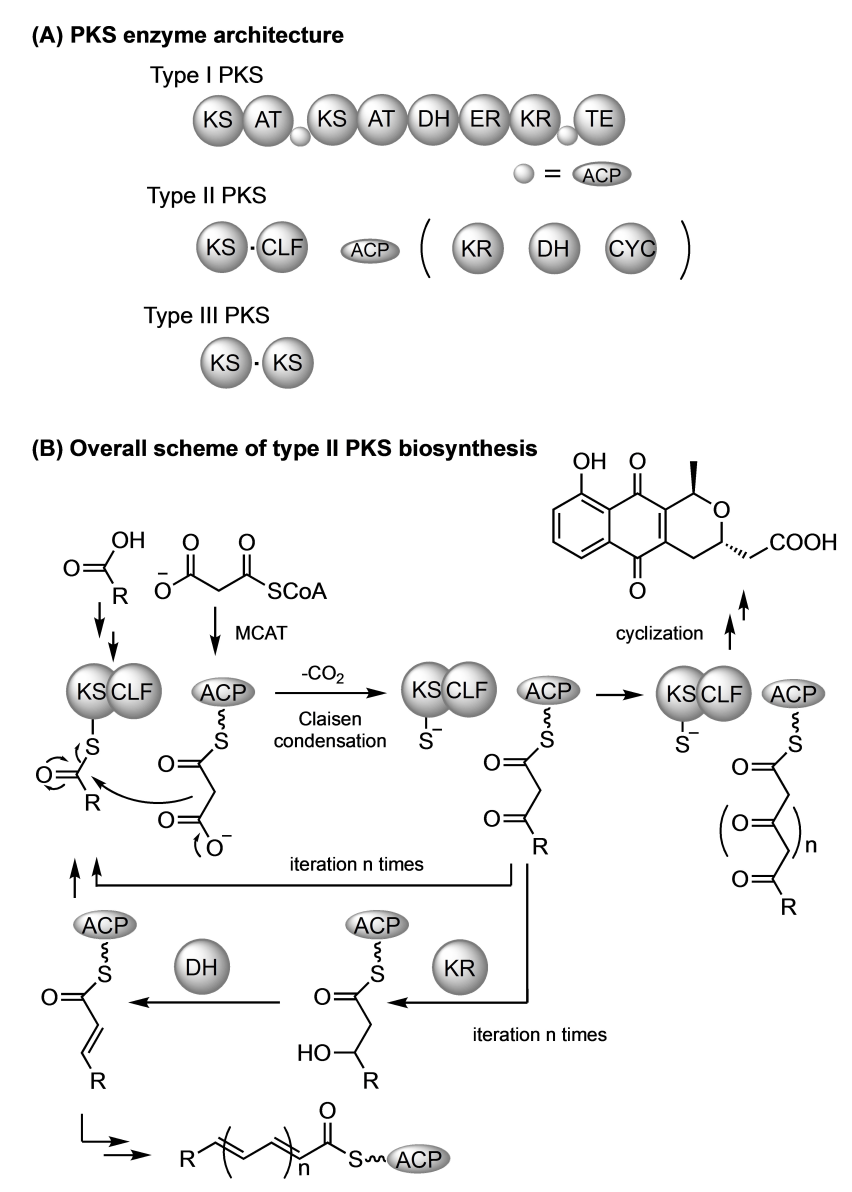 (A) PKS enzyme architecture
Type I PKS
KS AT KS AT DH ER KR TE
= ACP
Type II PKS
KS · CLF ACP ( KR DH CYC )
Type III PKS
KS · KS
(B) Overall scheme of type II PKS biosynthesis
OH O
O
COOH
O
OH
O
R
O O
-O
SCoA
MCAT
cyclization
KS CLF
ACP
-CO2
Claisen
condensation
KS CLF
ACP
KS CLF
ACP
S
O
R
S
O
O
O-
S-
S
O
O
R
S-
S
O
(O)n
O
R
iteration n times
ACP
S
O
R
DH
ACP
S
O
HO
R
KR
iteration n times
O
R ( )n S ACP